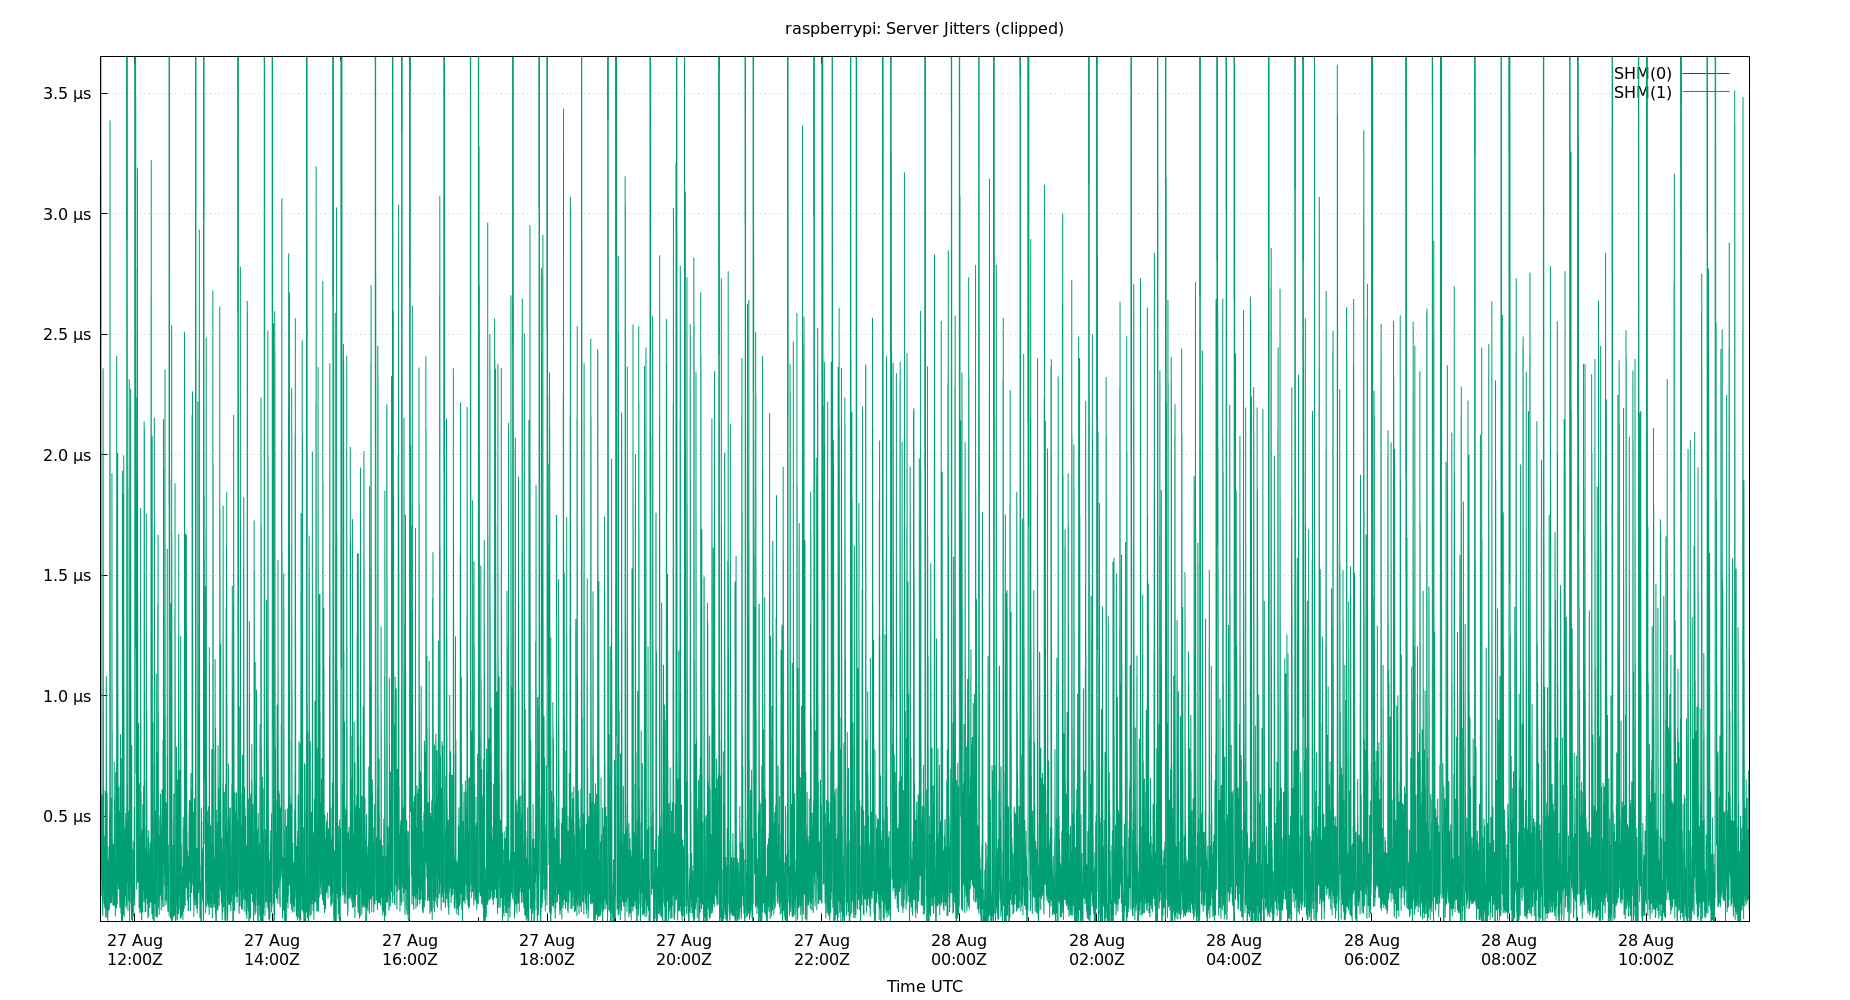 raspberrypi: Server Jitters (clipped)
SHM(0)
SHM(1)
3.5 µs
3.0 µs
2.5 µs
2.0 µs
1.5 µs
1.0 µs
0.5 µs
27 Aug 27 Aug 27 Aug 27 Aug 27 Aug 27 Aug 28 Aug 28 Aug 28 Aug 28 Aug 28 Aug 28 Aug
12:00Z 14:00Z 16:00Z 18:00Z 20:00Z 22:00Z 00:00Z 02:00Z 04:00Z 06:00Z 08:00Z 10:00Z
Time UTC